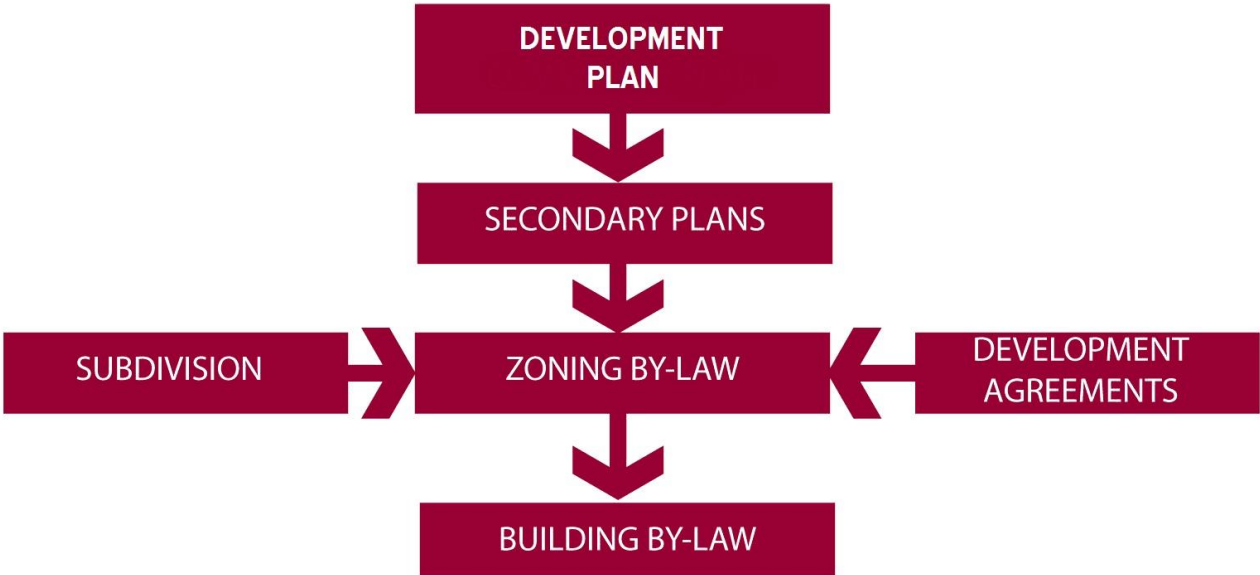 DEVELOPMENT
PLAN
SECONDARY PLANS
SUBDIVISION
ZONING BY-LAW
DEVELOPMENT
AGREEMENTS
BUILDING BY-LAW